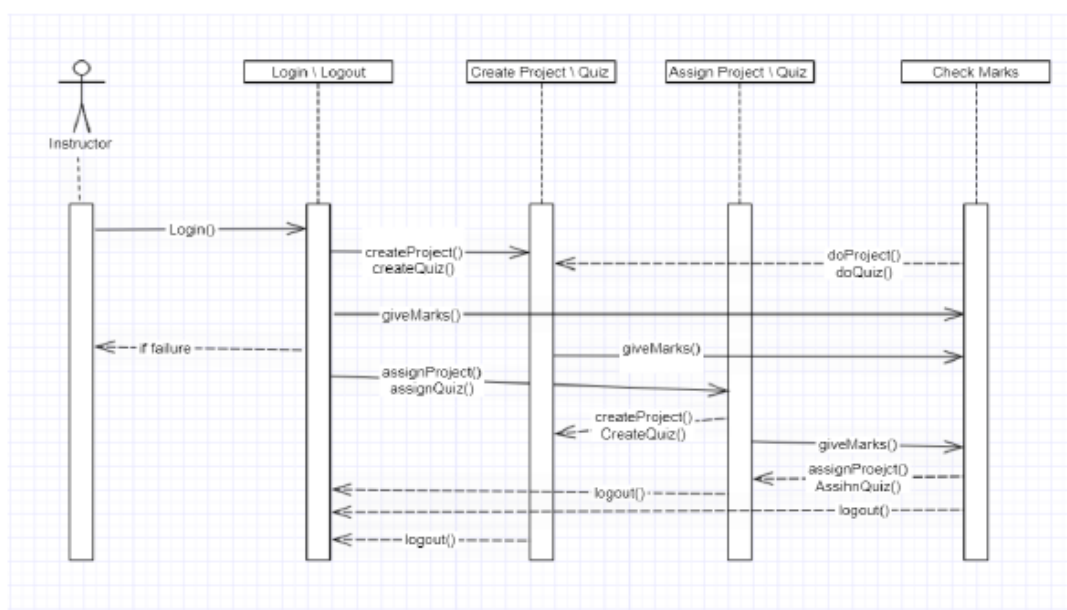 Login \ Logout
Create Project \ Quiz
Assign Project \ Quiz
Check Marks
Instructor
Login()
createProject()
createQuiz()
doProject()
doQuiz()
giveMarks()
if failure
giveMarks()
assignProject()
assignQuiz()
createProject()
CreateQuiz()
giveMarks()
assignProejct()
AssihnQuiz()
logout()
logout()
logout()